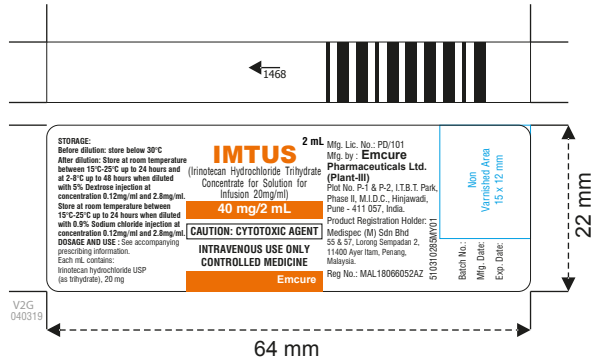 1468
STORAGE:
Before dilution: store below 30°C
After dilution: Store at room temperature
between 15°C-25°C up to 24 hours and
at 2-8°C up to 48 hours when diluted
with 5% Dextrose injection at
concentration 0.12mg/ml and 2.8mg/ml.
Store at room temperature between
15°C-25°C up to 24 hours when diluted
with 0.9% Sodium chloride injection at
concentration 0.12mg/ml and 2.8mg/ml.
DOSAGE AND USE : See accompanying
prescribing information.
Each mL contains:
Irinotecan hydrochloride USP
(as trihydrate), 20 mg
2 mL
IMTUS
(Irinotecan Hydrochloride Trihydrate
Concentrate for Solution for
Infusion 20mg/ml)
40 mg/2 mL
CAUTION: CYTOTOXIC AGENT
INTRAVENOUS USE ONLY
CONTROLLED MEDICINE
Emcure
Mfg. Lic. No.: PD/101
Mfg. by : Emcure
Pharmaceuticals Ltd.
(Plant-III)
Plot No. P-1 & P-2, I.T.B.T. Park,
Phase II, M.I.D.C., Hinjawadi,
Pune - 411 057, India.
Product Registration Holder:
Medispec (M) Sdn Bhd
55 & 57, Lorong Sempadan 2,
11400 Ayer Itam, Penang,
Malaysia.
Reg No.: MAL18066052AZ
510310285MY01
Non
Varnished Area
15 x 12 mm
Batch No.:
Mfg. Date:
Exp. Date:
22 mm
V2G
040319
64 mm